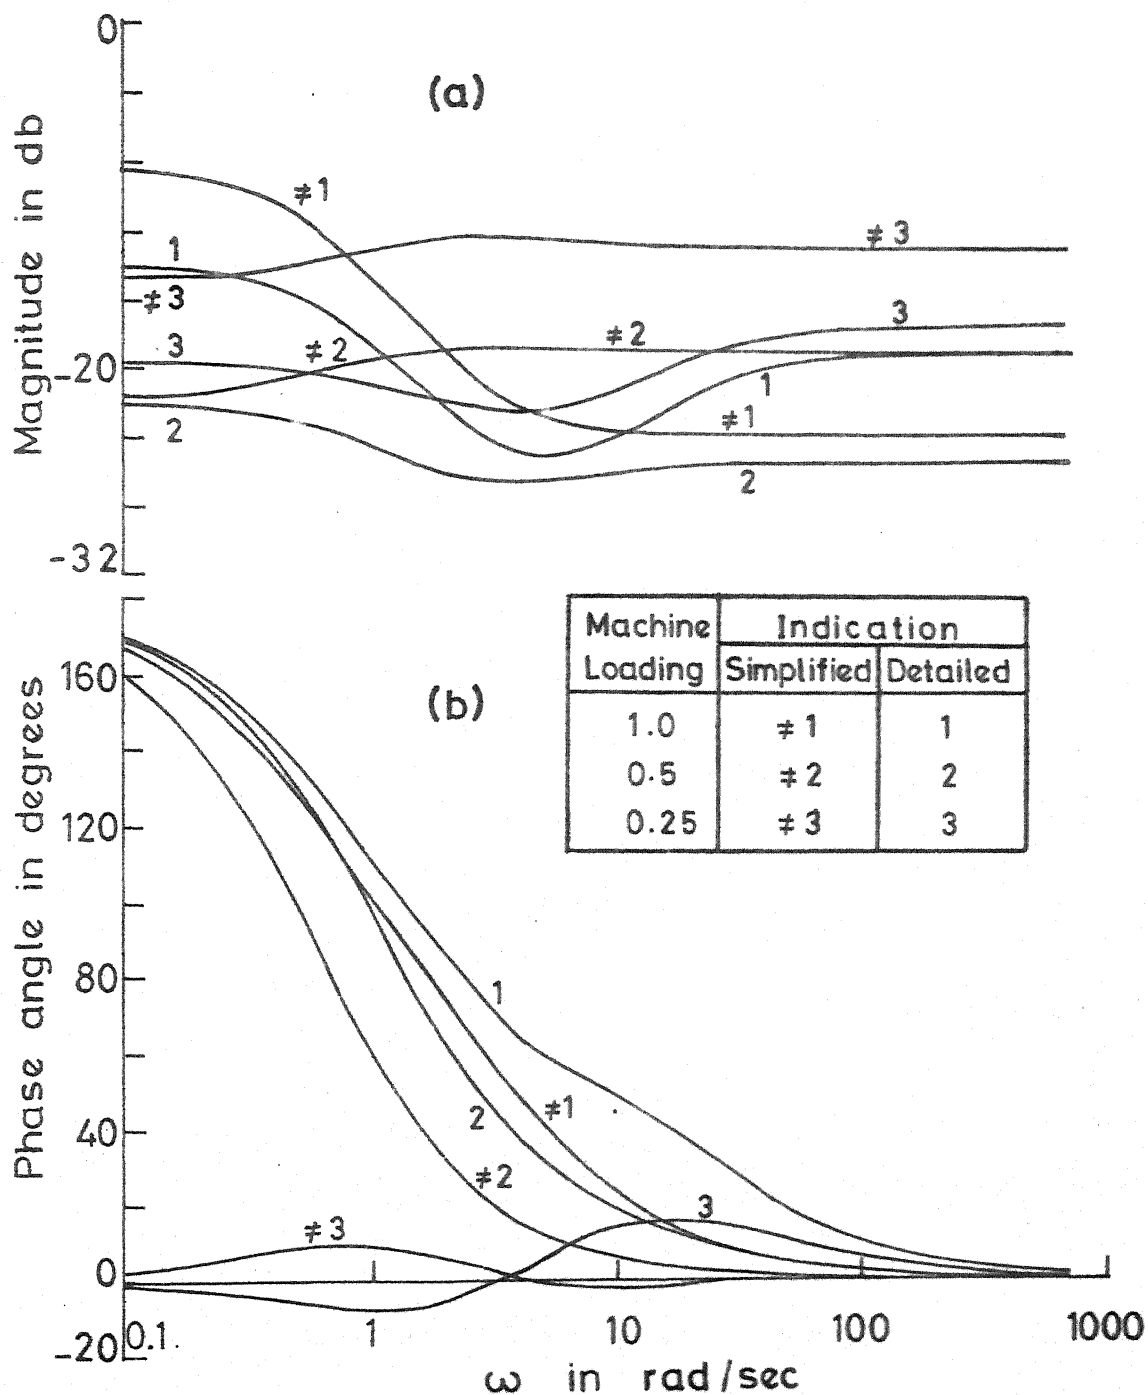 0
(a)
Magnitude in db
≠1
1
≠3
≠3
3
≠2
≠2
3
-20
1
≠1
2
2
-32
Machine Loading
Indication
Simplified
Detailed
1.0 ≠1 1
0.5 ≠2 2
0.25 ≠3 3
(b)
Phase angle in degrees
160
120
80
1
40
2
≠1
≠2
≠3
3
0
-20
0.1 1 10 100 1000
ω in rad/sec